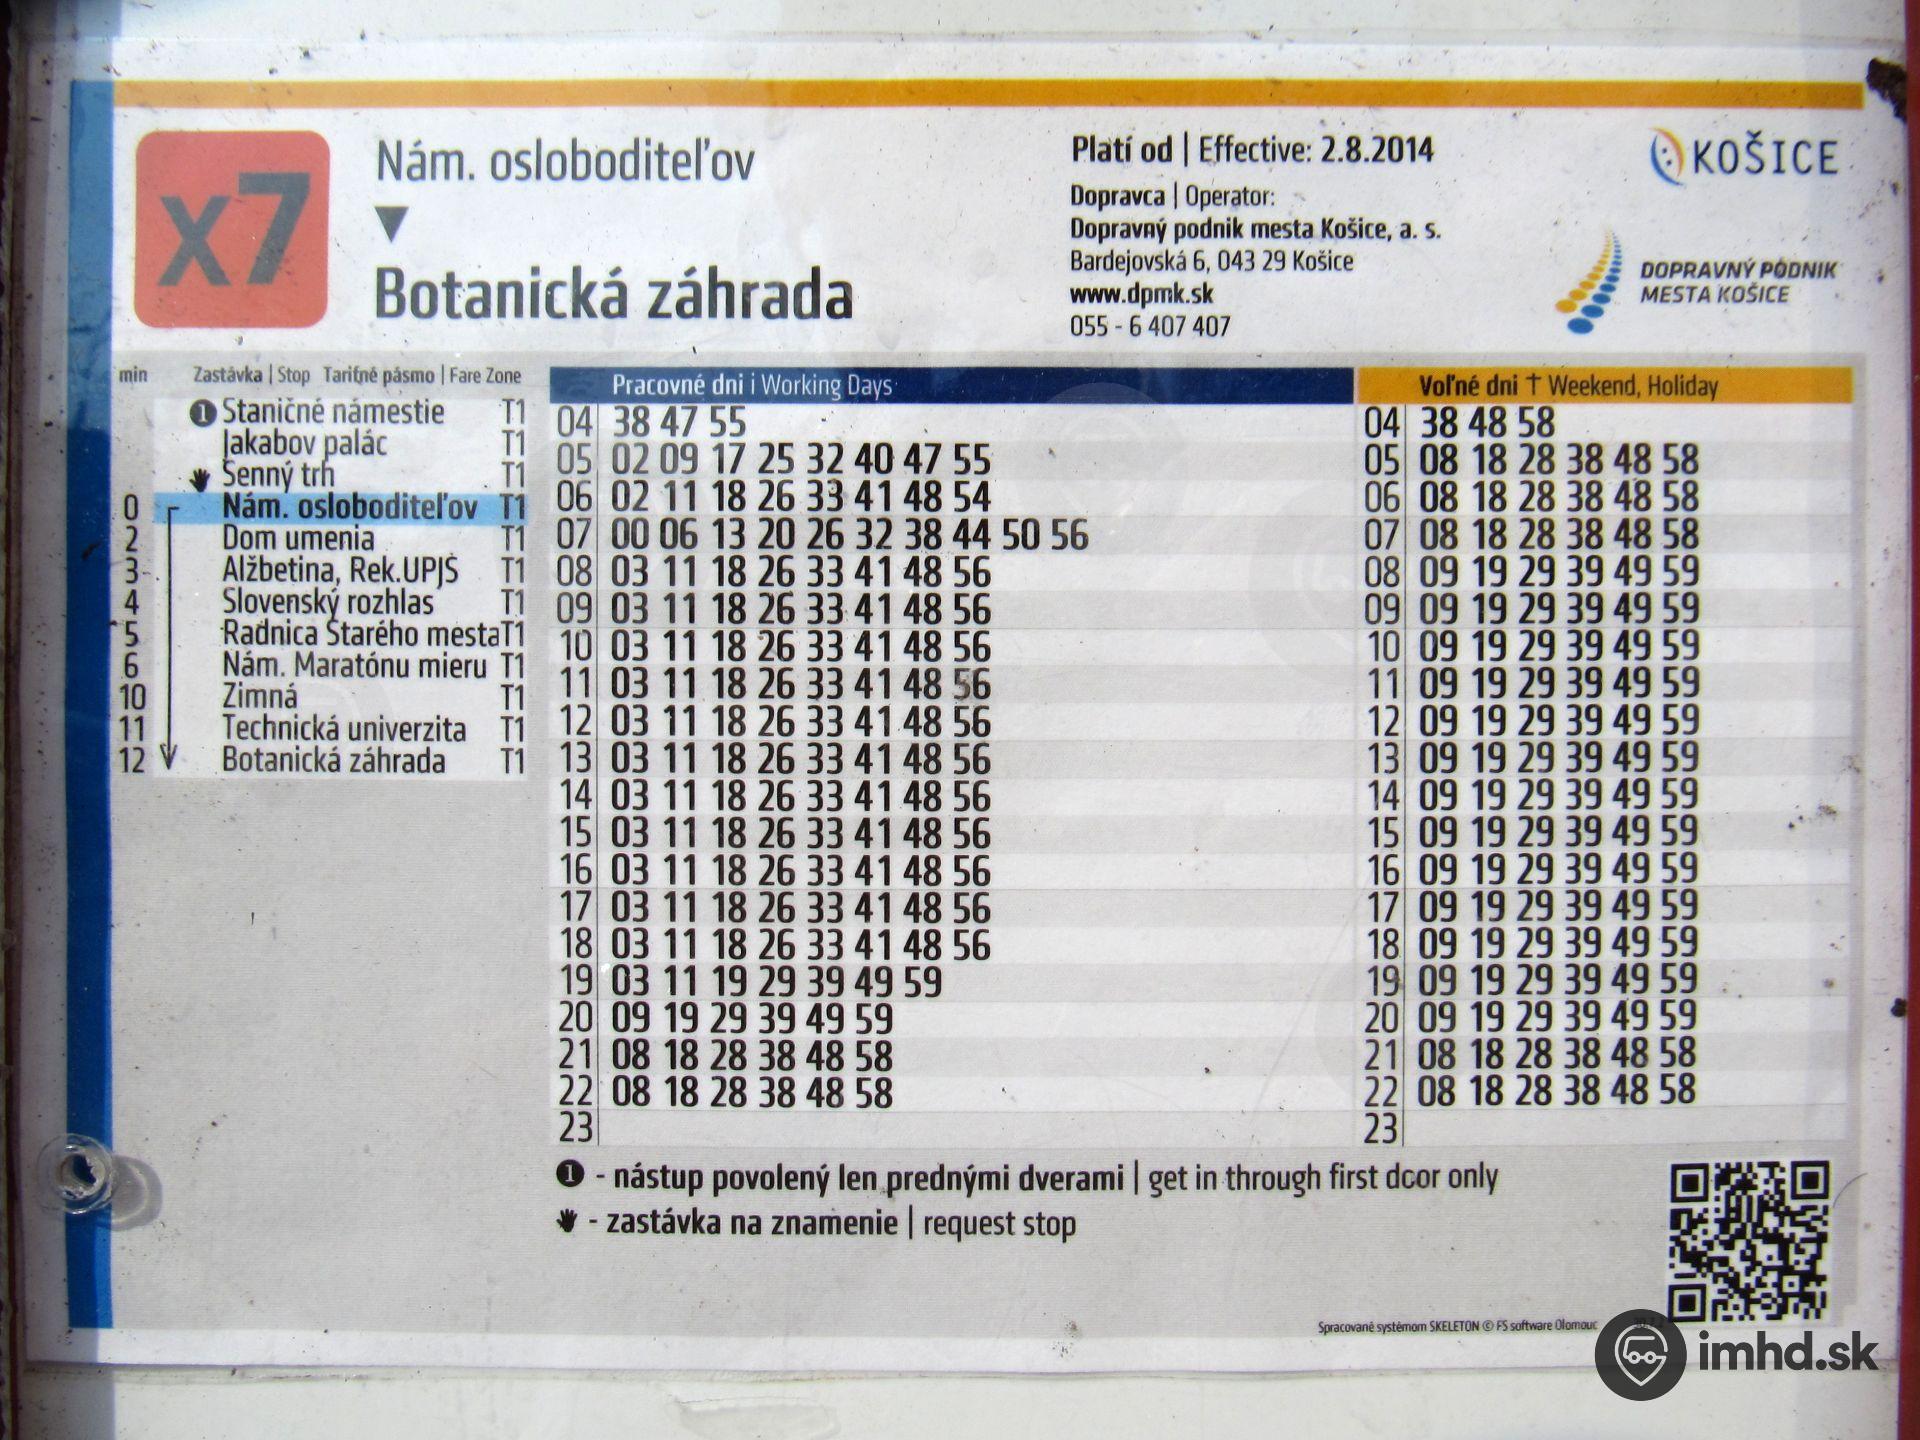 x7
Nám. osloboditeľov
▼
Botanická záhrada
Platí od | Effective: 2.8.2014
Dopravca | Operator:
Dopravný podnik mesta Košice, a. s.
Bardejovská 6, 043 29 Košice
www.dpmk.sk
055 - 6 407 407
KOŠICE
DOPRAVNÝ PODNIK
MESTA KOŠICE
min Zastávka | Stop Tarifné pásmo | Fare Zone
1 Staničné námestie T1
Jakabov palác T1
Senný trh T1
0 Nám. osloboditeľov T1
2 Dom umenia T1
3 Alžbetina, Rek.UPJŠ T1
4 Slovenský rozhlas T1
5 Radnica Starého mesta T1
6 Nám. Maratónu mieru T1
10 Zimná T1
11 Technická univerzita T1
12 Botanická záhrada T1
Pracovné dni i Working Days
04 38 47 55
05 02 09 17 25 32 40 47 55
06 02 11 18 26 33 41 48 54
07 00 06 13 20 26 32 38 44 50 56
08 03 11 18 26 33 41 48 56
09 03 11 18 26 33 41 48 56
10 03 11 18 26 33 41 48 56
11 03 11 18 26 33 41 48 56
12 03 11 18 26 33 41 48 56
13 03 11 18 26 33 41 48 56
14 03 11 18 26 33 41 48 56
15 03 11 18 26 33 41 48 56
16 03 11 18 26 33 41 48 56
17 03 11 18 26 33 41 48 56
18 03 11 18 26 33 41 48 56
19 03 11 19 29 39 49 59
20 09 19 29 39 49 59
21 08 18 28 38 48 58
22 08 18 28 38 48 58
23
Voľné dni † Weekend, Holiday
04 38 48 58
05 08 18 28 38 48 58
06 08 18 28 38 48 58
07 08 18 28 38 48 58
08 09 19 29 39 49 59
09 09 19 29 39 49 59
10 09 19 29 39 49 59
11 09 19 29 39 49 59
12 09 19 29 39 49 59
13 09 19 29 39 49 59
14 09 19 29 39 49 59
15 09 19 29 39 49 59
16 09 19 29 39 49 59
17 09 19 29 39 49 59
18 09 19 29 39 49 59
19 09 19 29 39 49 59
20 09 19 29 39 49 59
21 08 18 28 38 48 58
22 08 18 28 38 48 58
23
1 - nástup povolený len prednými dverami | get in through first door only
- zastávka na znamenie | request stop
Spracované systémom SKELETON © FS software Olomouc
imhd.sk